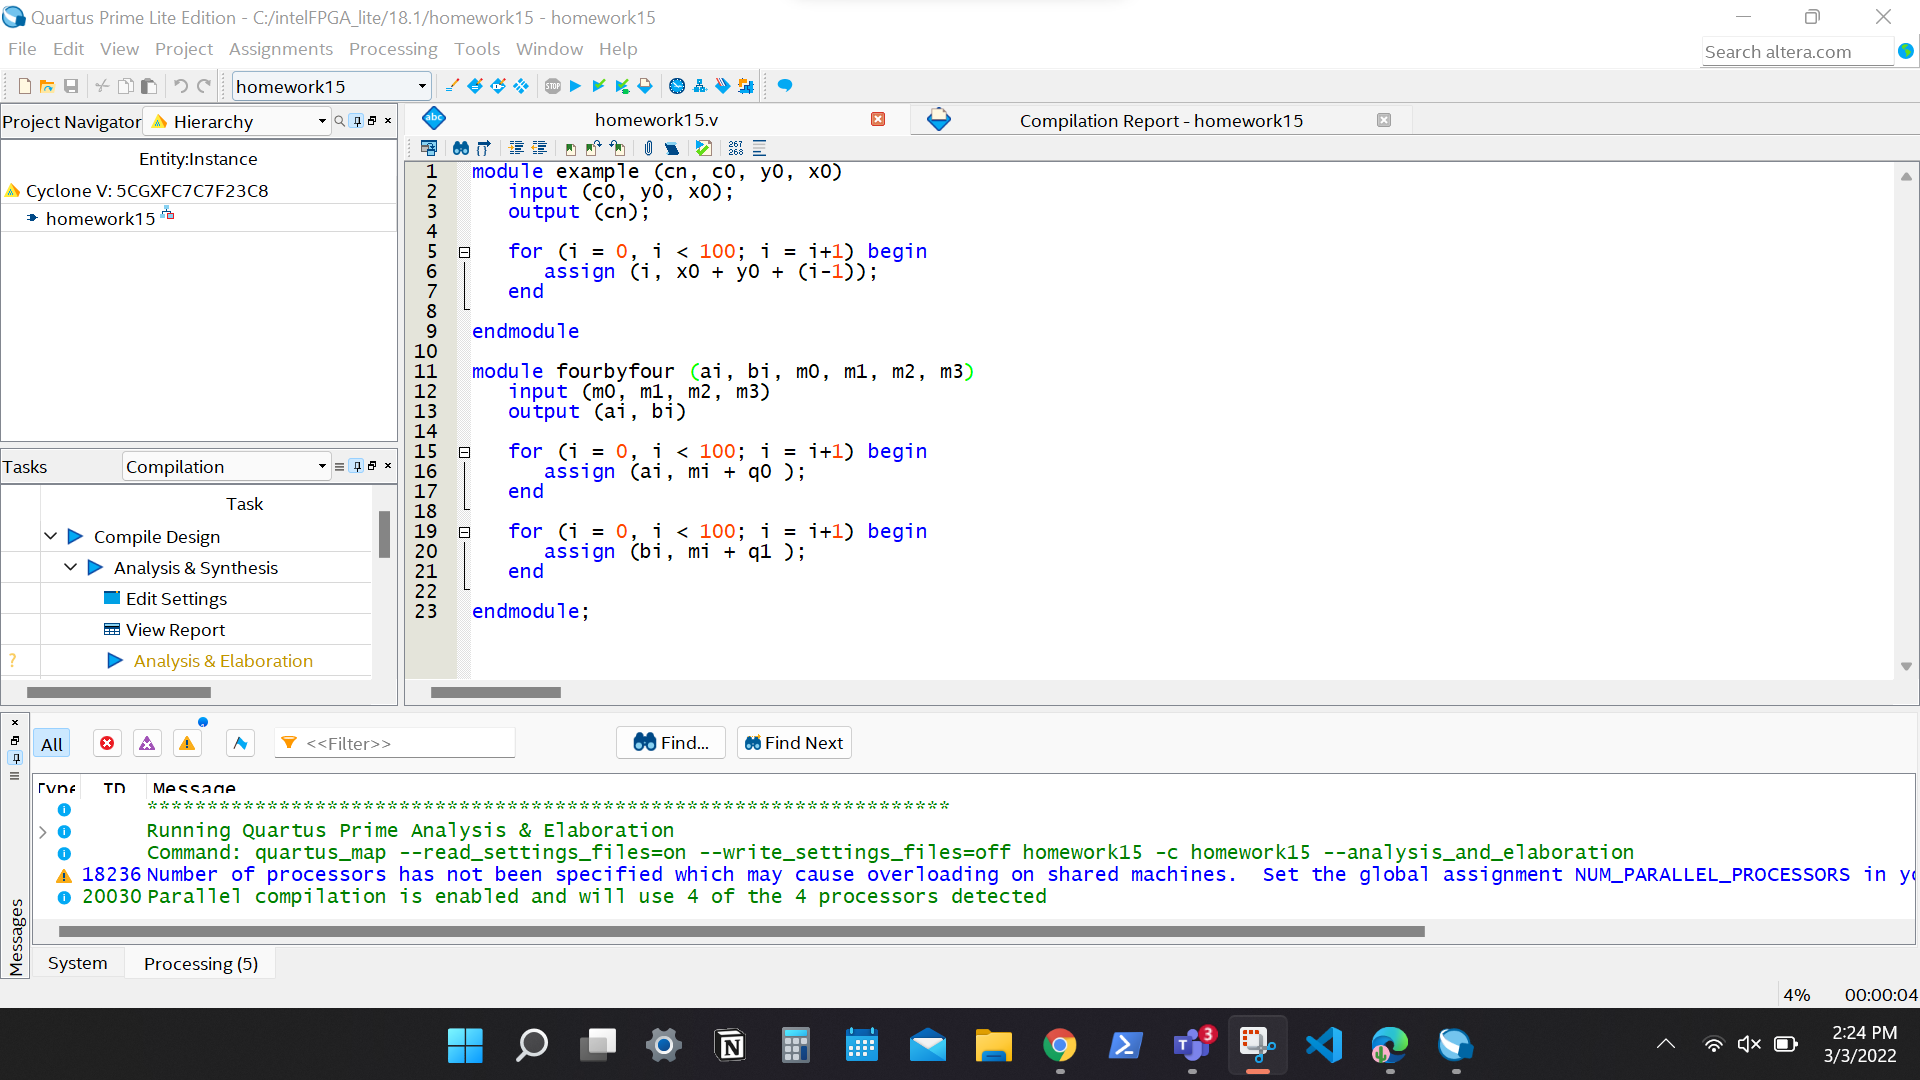 Quartus Prime Lite Edition - C:/intelFPGA_lite/18.1/homework15 - homework15
File Edit View Project Assignments Processing Tools Window Help
Search altera.com
homework15
Project Navigator Hierarchy
Entity:Instance
Cyclone V: 5CGXFC7C7F23C8
homework15
Tasks Compilation
Task
Compile Design
Analysis & Synthesis
Edit Settings
View Report
? Analysis & Elaboration
homework15.v
Compilation Report - homework15
267
268
1 module example (cn, c0, y0, x0)
2 input (c0, y0, x0);
3 output (cn);
4
5 for (i = 0, i < 100; i = i+1) begin
6 assign (i, x0 + y0 + (i-1));
7 end
8
9 endmodule
10
11 module fourbyfour (ai, bi, m0, m1, m2, m3)
12 input (m0, m1, m2, m3)
13 output (ai, bi)
14
15 for (i = 0, i < 100; i = i+1) begin
16 assign (ai, mi + q0 );
17 end
18
19 for (i = 0, i < 100; i = i+1) begin
20 assign (bi, mi + q1 );
21 end
22
23 endmodule;
All <<Filter>> Find... Find Next
Type ID Message
*******************************************************************
Running Quartus Prime Analysis & Elaboration
Command: quartus_map --read_settings_files=on --write_settings_files=off homework15 -c homework15 --analysis_and_elaboration
18236 Number of processors has not been specified which may cause overloading on shared machines.  Set the global assignment NUM_PARALLEL_PROCESSORS in yo
20030 Parallel compilation is enabled and will use 4 of the 4 processors detected
Messages
System Processing (5)
4% 00:00:04
3
2:24 PM
3/3/2022